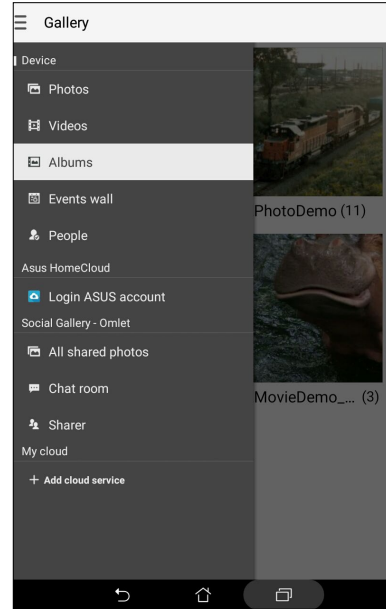 Gallery
Device
Photos
Videos
Albums
Events wall
People
Asus HomeCloud
Login ASUS account
Social Gallery - Omlet
All shared photos
Chat room
Sharer
My cloud
+ Add cloud service
PhotoDemo (11)
MovieDemo_... (3)